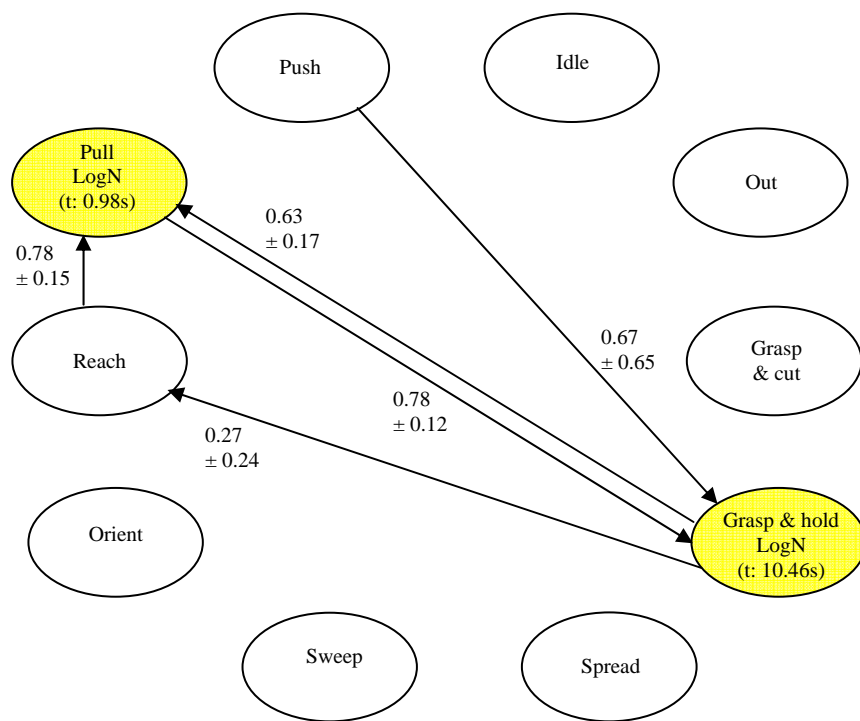 Push
Idle
Pull
LogN
(t: 0.98s)
Out
0.63
± 0.17
0.78
± 0.15
Reach
0.67
± 0.65
Grasp
& cut
0.78
± 0.12
0.27
± 0.24
Orient
Grasp & hold
LogN
(t: 10.46s)
Sweep
Spread